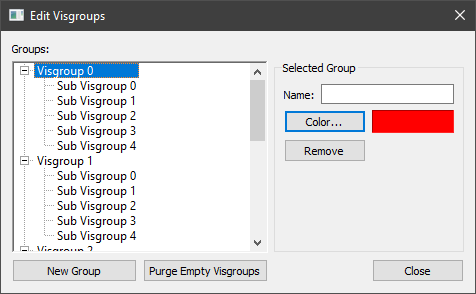 Edit Visgroups
Groups:
Visgroup 0
Sub Visgroup 0
Sub Visgroup 1
Sub Visgroup 2
Sub Visgroup 3
Sub Visgroup 4
Visgroup 1
Sub Visgroup 0
Sub Visgroup 1
Sub Visgroup 2
Sub Visgroup 3
Sub Visgroup 4
Visgroup 2
Selected Group
Name:
Color...
Remove
New Group
Purge Empty Visgroups
Close